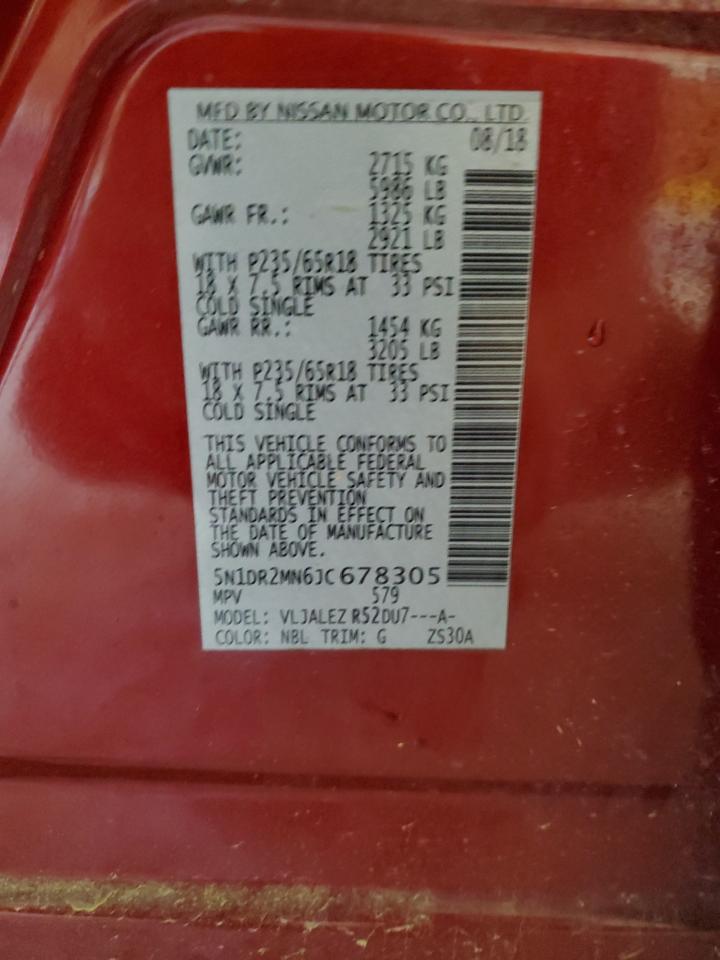 MFD BY NISSAN MOTOR CO., LTD.
DATE: 08/18
GVWR: 2715 KG
5986 LB
GAWR FR.: 1325 KG
2921 LB
WITH P235/65R18 TIRES
18 X 7.5 RIMS AT 33 PSI
COLD SINGLE
GAWR RR.: 1454 KG
3205 LB
WITH P235/65R18 TIRES
18 X 7.5 RIMS AT 33 PSI
COLD SINGLE
THIS VEHICLE CONFORMS TO
ALL APPLICABLE FEDERAL
MOTOR VEHICLE SAFETY AND
THEFT PREVENTION
STANDARDS IN EFFECT ON
THE DATE OF MANUFACTURE
SHOWN ABOVE.
5N1DR2MN6JC678305
MPV 579
MODEL: VLJALEZ R52DU7---A-
COLOR: NBL TRIM: G ZS30A